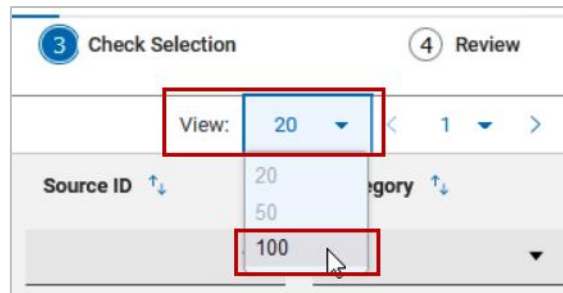 3 Check Selection 4 Review
View: 20 1
Source ID egory
20
50
100